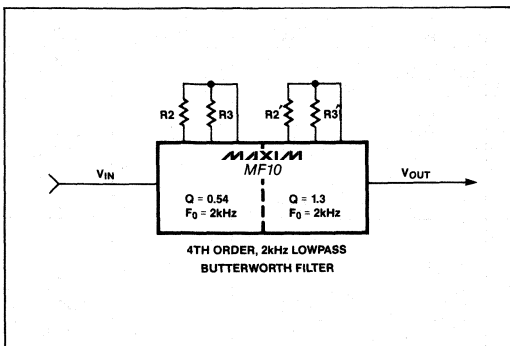 R2 R3 R2' R3'
MAXIM
MF10
VIN VOUT
Q = 0.54 Q = 1.3
F0 = 2kHz F0 = 2kHz
4TH ORDER, 2kHz LOWPASS
BUTTERWORTH FILTER